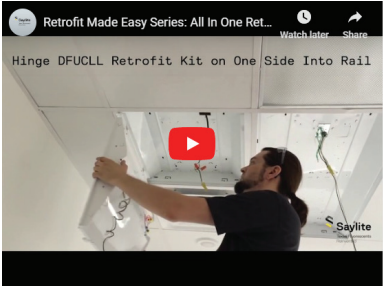 Retrofit Made Easy Series: All In One Ret...
Watch later
Share
Hinge DFUCLL Retrofit Kit on One Side Into Rail
Saylite